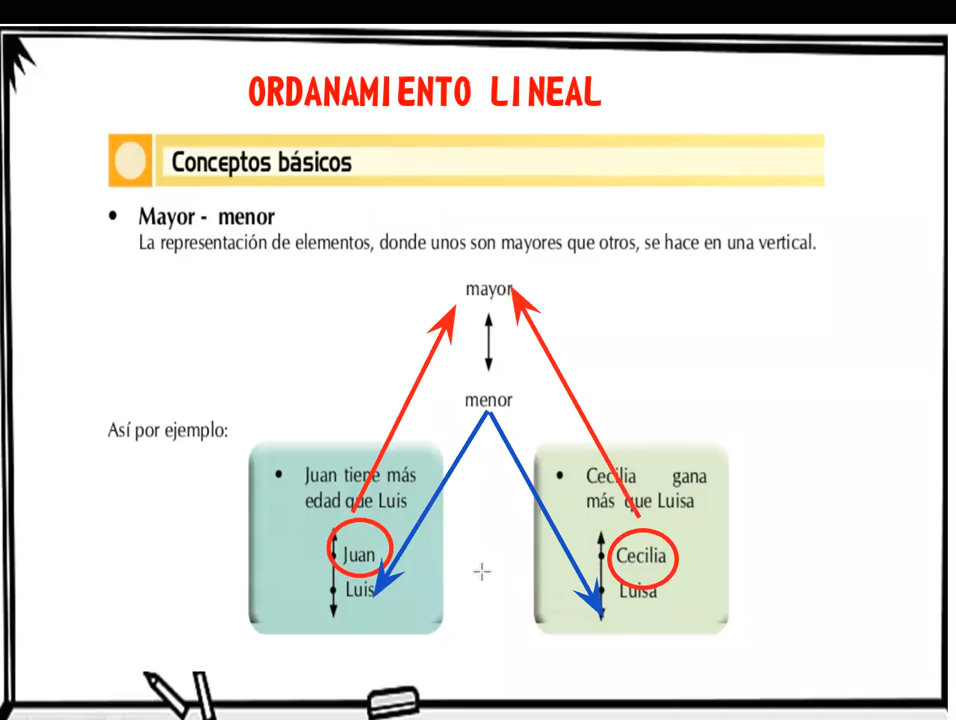 ORDANAMIENTO LINEAL
Conceptos básicos
• Mayor - menor
La representación de elementos, donde unos son mayores que otros, se hace en una vertical.
mayor
menor
Así por ejemplo:
• Juan tiene más
edad que Luis
Juan
Luis
• Cecilia gana
más que Luisa
Cecilia
Luisa